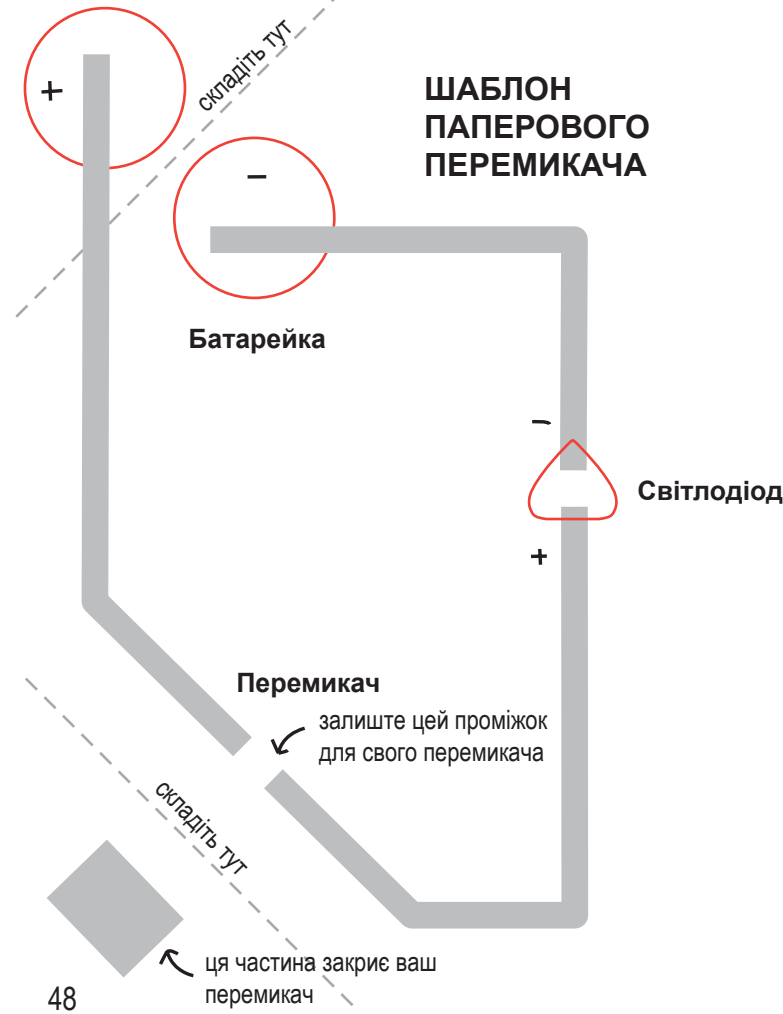 складіть тут
ШАБЛОН
ПАПЕРОВОГО
ПЕРЕМИКАЧА
+
−
Батарейка
−
Світлодіод
+
Перемикач
залиште цей проміжок
для свого перемикача
складіть тут
ця частина закриє ваш
перемикач
48